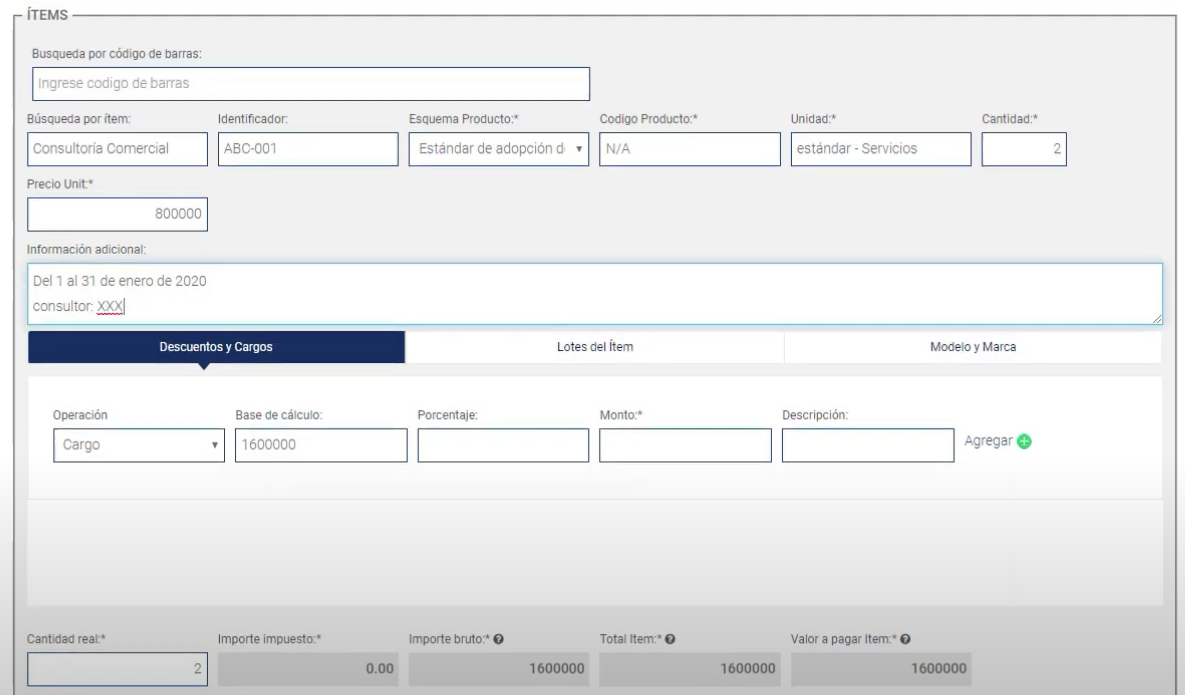 ÍTEMS
Busqueda por código de barras:
Ingrese codigo de barras
Búsqueda por ítem: Identificador: Esquema Producto:* Codigo Producto:* Unidad:* Cantidad:*
Consultoría Comercial ABC-001 Estándar de adopción d N/A estándar - Servicios 2
Precio Unit:*
800000
Información adicional:
Del 1 al 31 de enero de 2020
consultor: XXX
Descuentos y Cargos Lotes del Ítem Modelo y Marca
Operación Base de cálculo: Porcentaje: Monto:* Descripción:
Cargo 1600000 Agregar
Cantidad real:* Importe impuesto:* Importe bruto:* Total Item:* Valor a pagar Item:*
2 0.00 1600000 1600000 1600000